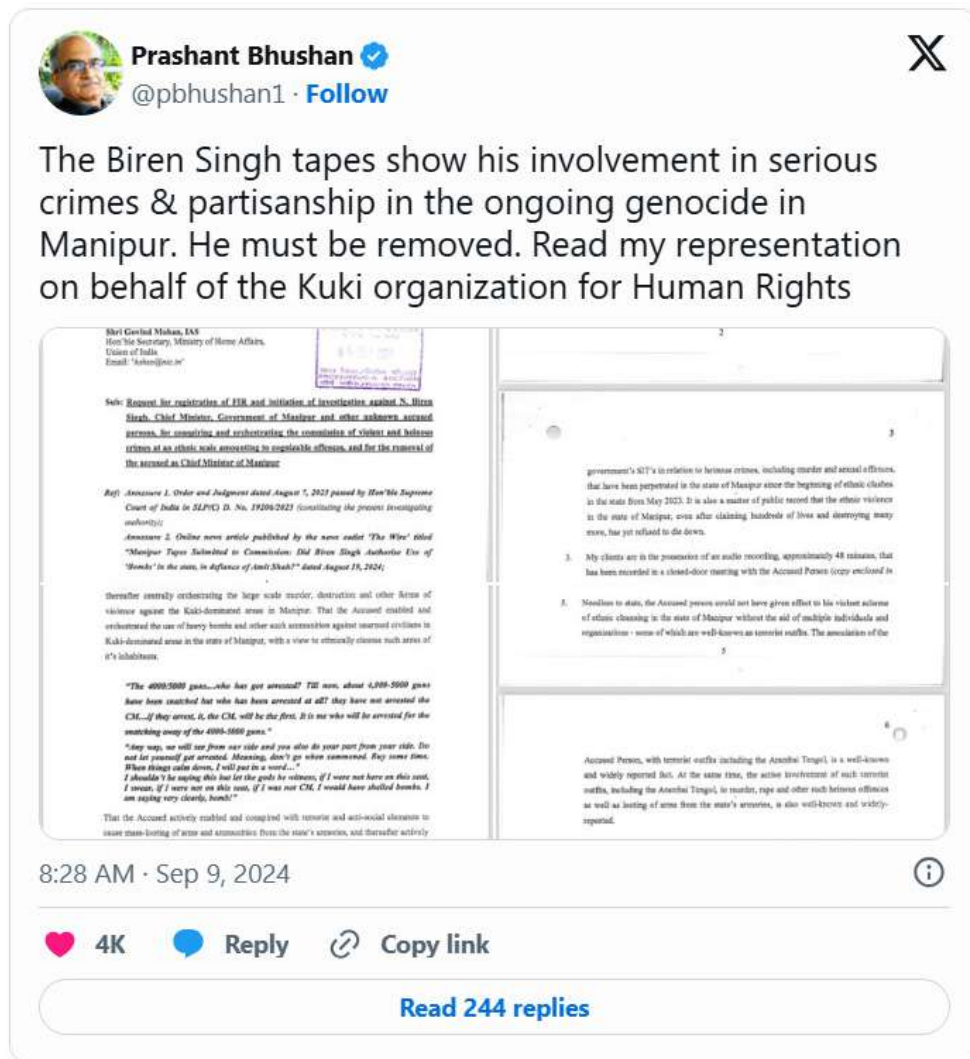 Prashant Bhushan
@pbhushan1 · Follow
The Biren Singh tapes show his involvement in serious
crimes & partisanship in the ongoing genocide in
Manipur. He must be removed. Read my representation
on behalf of the Kuki organization for Human Rights
Shri Govind Mohan, IAS
Hon'ble Secretary, Ministry of Home Affairs,
Union of India
Email:
Sub: Request for registration of FIR and initiation of investigation against N. Biren
Singh, Chief Minister, Government of Manipur and other unknown accused
persons, for conspiring and orchestrating the commission of violent and heinous
crimes at an ethnic scale amounting to cognizable offences, and for the removal of
the accused as Chief Minister of Manipur
Ref: Annexure 1. Order and Judgment dated August 7, 2023 passed by Hon'ble Supreme
Court of India in SLP(C) D. No. 19206/2023 (constituting the present investigating
authority);
Annexure 2. Online news article published by the news outlet 'The Wire' titled
"Manipur Tapes Submitted to Commission: Did Biren Singh Authorise Use of
'Bombs' in the state, in defiance of Amit Shah?" dated August 19, 2024;
thereafter centrally orchestrating the large scale murder, destruction and other forms of
violence against the Kuki-dominated areas in Manipur. That the Accused enabled and
orchestrated the use of heavy bombs and other such ammunition against unarmed civilians in
Kuki-dominated areas in the state of Manipur, with a view to ethnically cleanse such areas of
it's inhabitants.
"The 4000/5000 guns...who has got arrested? Till now, about 4,000-5000 guns
have been snatched but who has been arrested at all? they have not arrested the
CM...if they arrest, it, the CM, will be the first. It is me who will be arrested for the
snatching away of the 4000-5000 guns."
"Any way, we will see from our side and you also do your part from your side. Do
not let yourself get arrested. Meaning, don't go when summoned. Buy some time.
When things calm down, I will put in a word..."
I shouldn't be saying this but let the gods be witness, if I were not here on this seat,
I swear, if I were not on this seat, if I was not CM, I would have shelled bombs. I
am saying very clearly, bomb!"
That the Accused actively enabled and conspired with terrorist and anti-social elements to
cause mass-looting of arms and ammunitions from the state's armories, and thereafter actively
2
3
government's SIT's in relation to heinous crimes, including murder and sexual offences,
that have been perpetrated in the state of Manipur since the beginning of ethnic clashes
in the state from May 2023. It is also a matter of public record that the ethnic violence
in the state of Manipur, even after claiming hundreds of lives and destroying many
more, has yet refused to die down.
3. My clients are in the possession of an audio recording, approximately 48 minutes, that
has been recorded in a closed-door meeting with the Accused Person (copy enclosed in
5. Needless to state, the Accused person could not have given effect to his violent scheme
of ethnic cleansing in the state of Manipur without the aid of multiple individuals and
organizations - some of which are well-known as terrorist outfits. The association of the
5
6
Accused Person, with terrorist outfits including the Arambai Tengol, is a well-known
and widely reported fact. At the same time, the active involvement of such terrorist
outfits, including the Arambai Tengol, in murder, rape and other such heinous offences
as well as looting of arms from the state's armories, is also well-known and widely-
reported.
8:28 AM · Sep 9, 2024
4K Reply Copy link
Read 244 replies